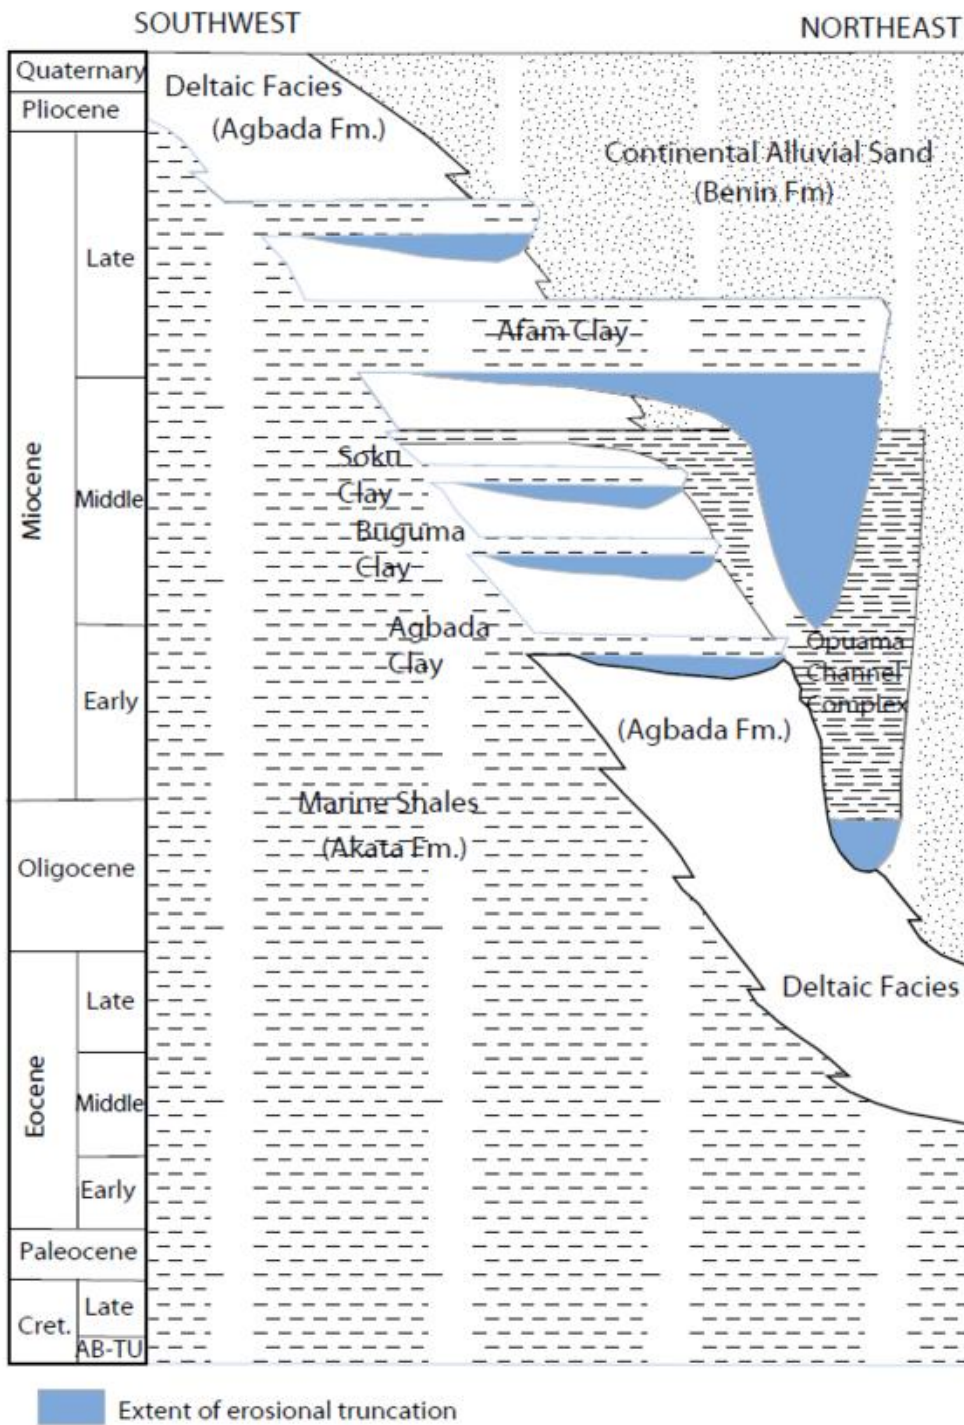 SOUTHWEST
NORTHEAST
Quaternary
Pliocene
Miocene
Late
Middle
Early
Oligocene
Eocene
Late
Middle
Early
Paleocene
Cret.
Late
AB-TU
Deltaic Facies
(Agbada Fm.)
Continental Alluvial Sand
(Benin Fm)
Afam Clay
Soku
Clay
Buguma
Clay
Agbada
Clay
Opuama
Channel
Complex
(Agbada Fm.)
Marine Shales
(Akata Fm.)
Deltaic Facies
Extent of erosional truncation